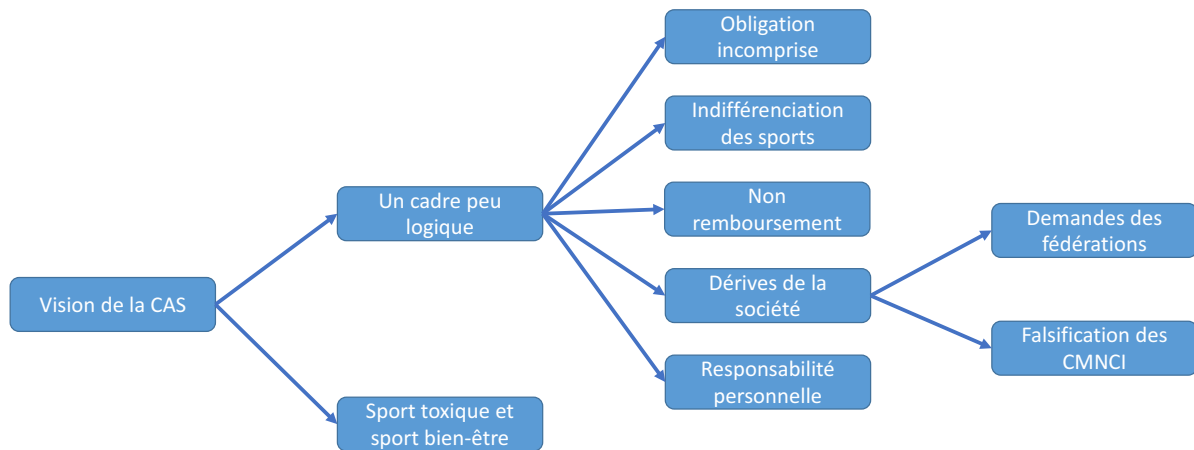 Obligation
incomprise
Indifférenciation
des sports
Un cadre peu
logique
Non
remboursement
Demandes des
fédérations
Vision de la CAS
Dérives de la
société
Falsification des
CMNCI
Responsabilité
personnelle
Sport toxique et
sport bien-être